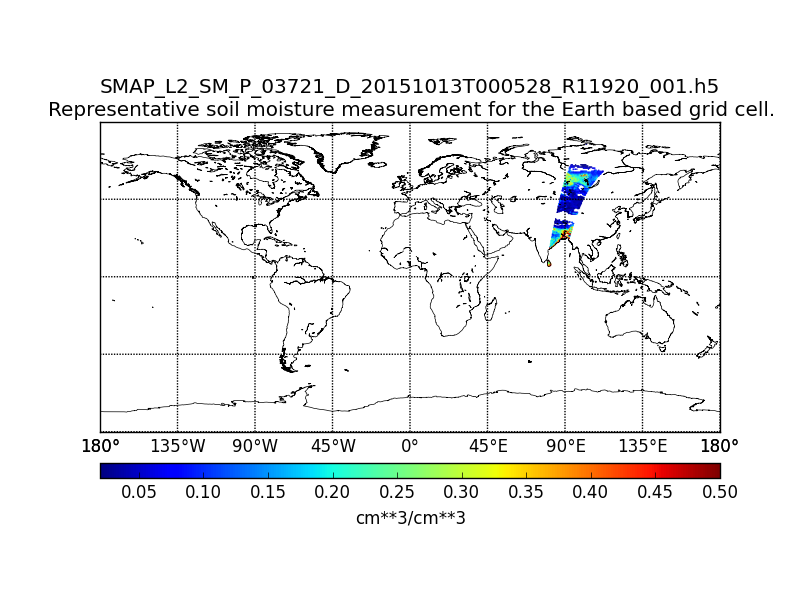 SMAP_L2_SM_P_03721_D_20151013T000528_R11920_001.h5
Representative soil moisture measurement for the Earth based grid cell.
180° 135°W 90°W 45°W 0° 45°E 90°E 135°E 180°
0.05 0.10 0.15 0.20 0.25 0.30 0.35 0.40 0.45 0.50
cm**3/cm**3